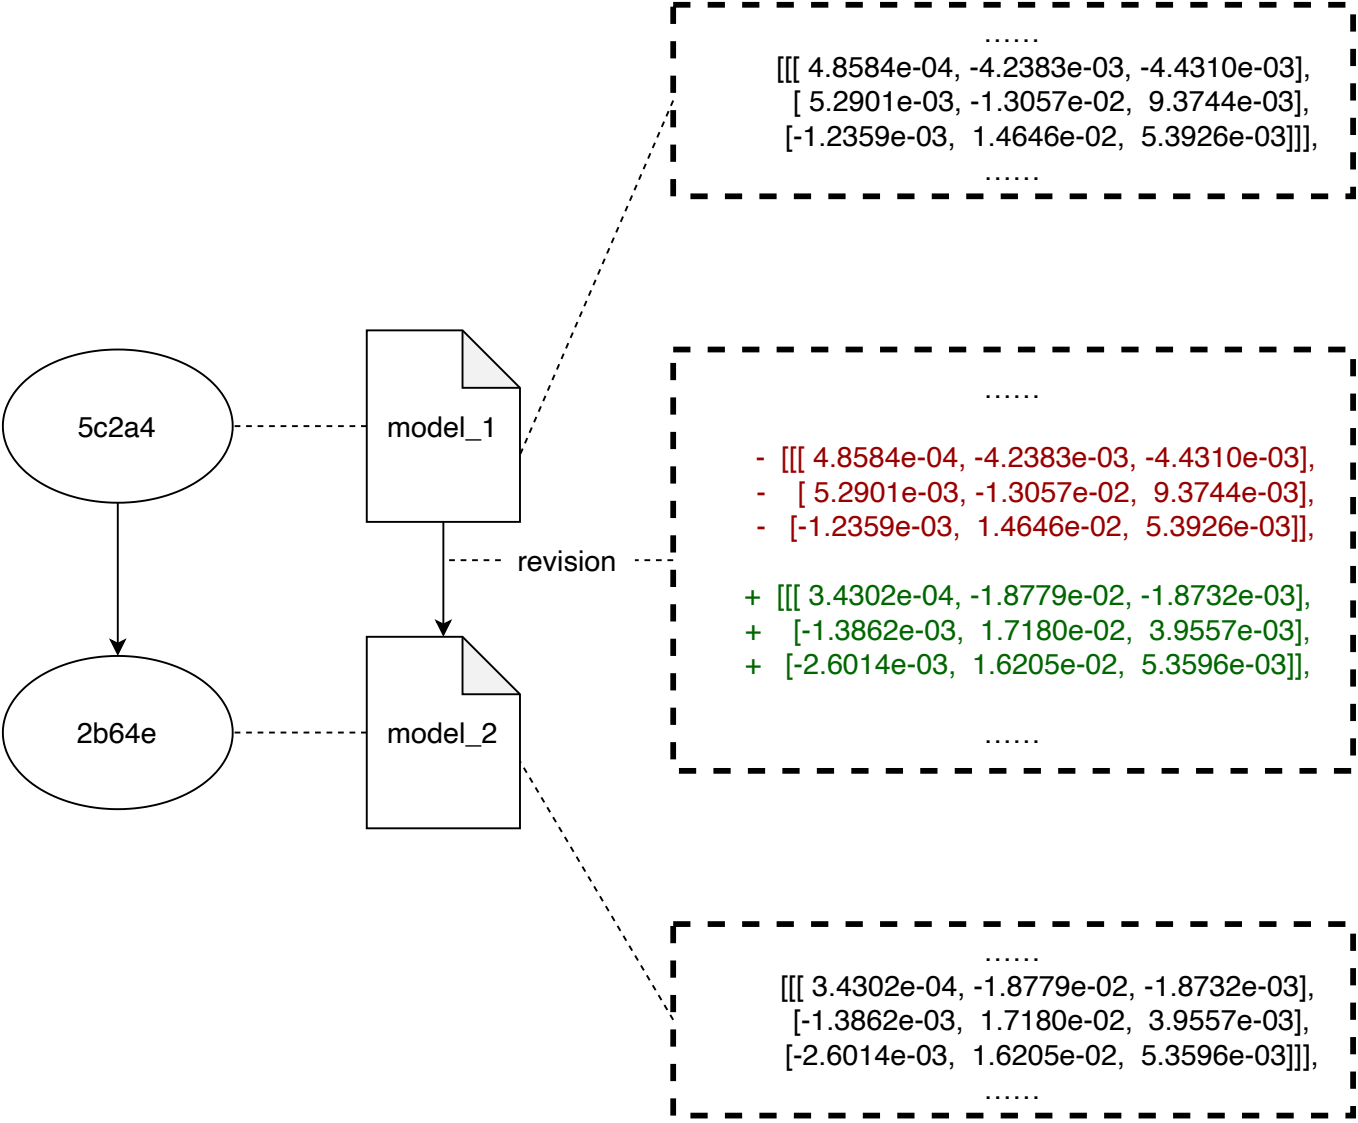 ……
[[[ 4.8584e-04, -4.2383e-03, -4.4310e-03],
[ 5.2901e-03, -1.3057e-02,  9.3744e-03],
[-1.2359e-03,  1.4646e-02,  5.3926e-03]]],
……
5c2a4
model_1
……
-  [[[ 4.8584e-04, -4.2383e-03, -4.4310e-03],
-    [ 5.2901e-03, -1.3057e-02,  9.3744e-03],
-   [-1.2359e-03,  1.4646e-02,  5.3926e-03]],
revision
+  [[[ 3.4302e-04, -1.8779e-02, -1.8732e-03],
+    [-1.3862e-03,  1.7180e-02,  3.9557e-03],
+   [-2.6014e-03,  1.6205e-02,  5.3596e-03]],
……
2b64e
model_2
……
[[[ 3.4302e-04, -1.8779e-02, -1.8732e-03],
[-1.3862e-03,  1.7180e-02,  3.9557e-03],
[-2.6014e-03,  1.6205e-02,  5.3596e-03]]],
……